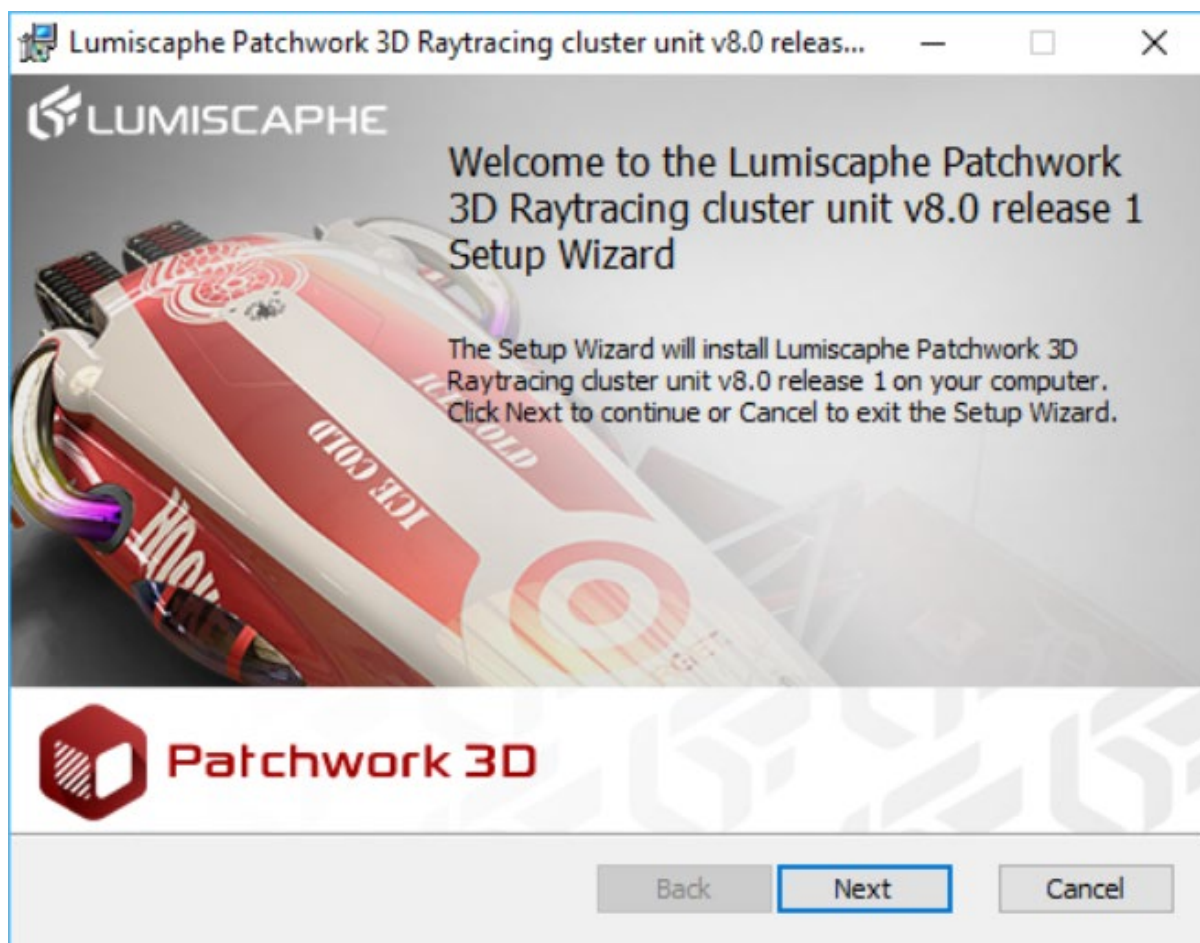 Lumiscaphe Patchwork 3D Raytracing cluster unit v8.0 releas...
LUMISCAPHE
Welcome to the Lumiscaphe Patchwork
3D Raytracing cluster unit v8.0 release 1
Setup Wizard
The Setup Wizard will install Lumiscaphe Patchwork 3D
Raytracing cluster unit v8.0 release 1 on your computer.
Click Next to continue or Cancel to exit the Setup Wizard.
ICE COLD
ICE COLD
Patchwork 3D
Back
Next
Cancel